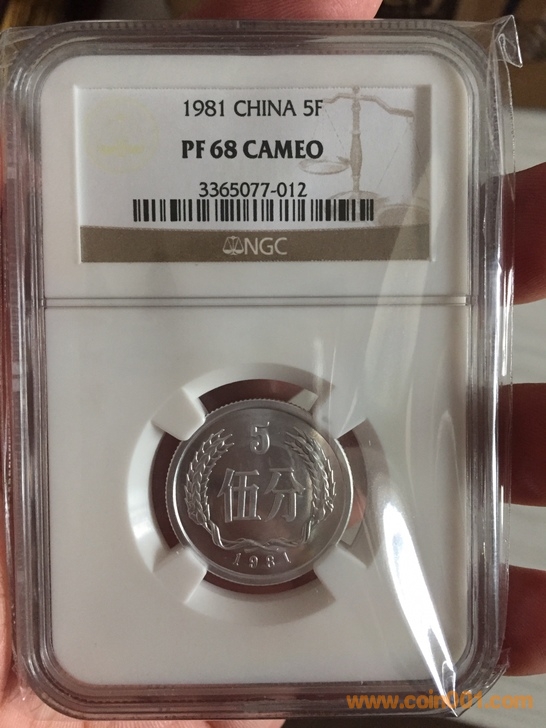 1981 CHINA 5F
PF 68 CAMEO
3365077-012
NGC
5
伍分
1981
www.coin001.com